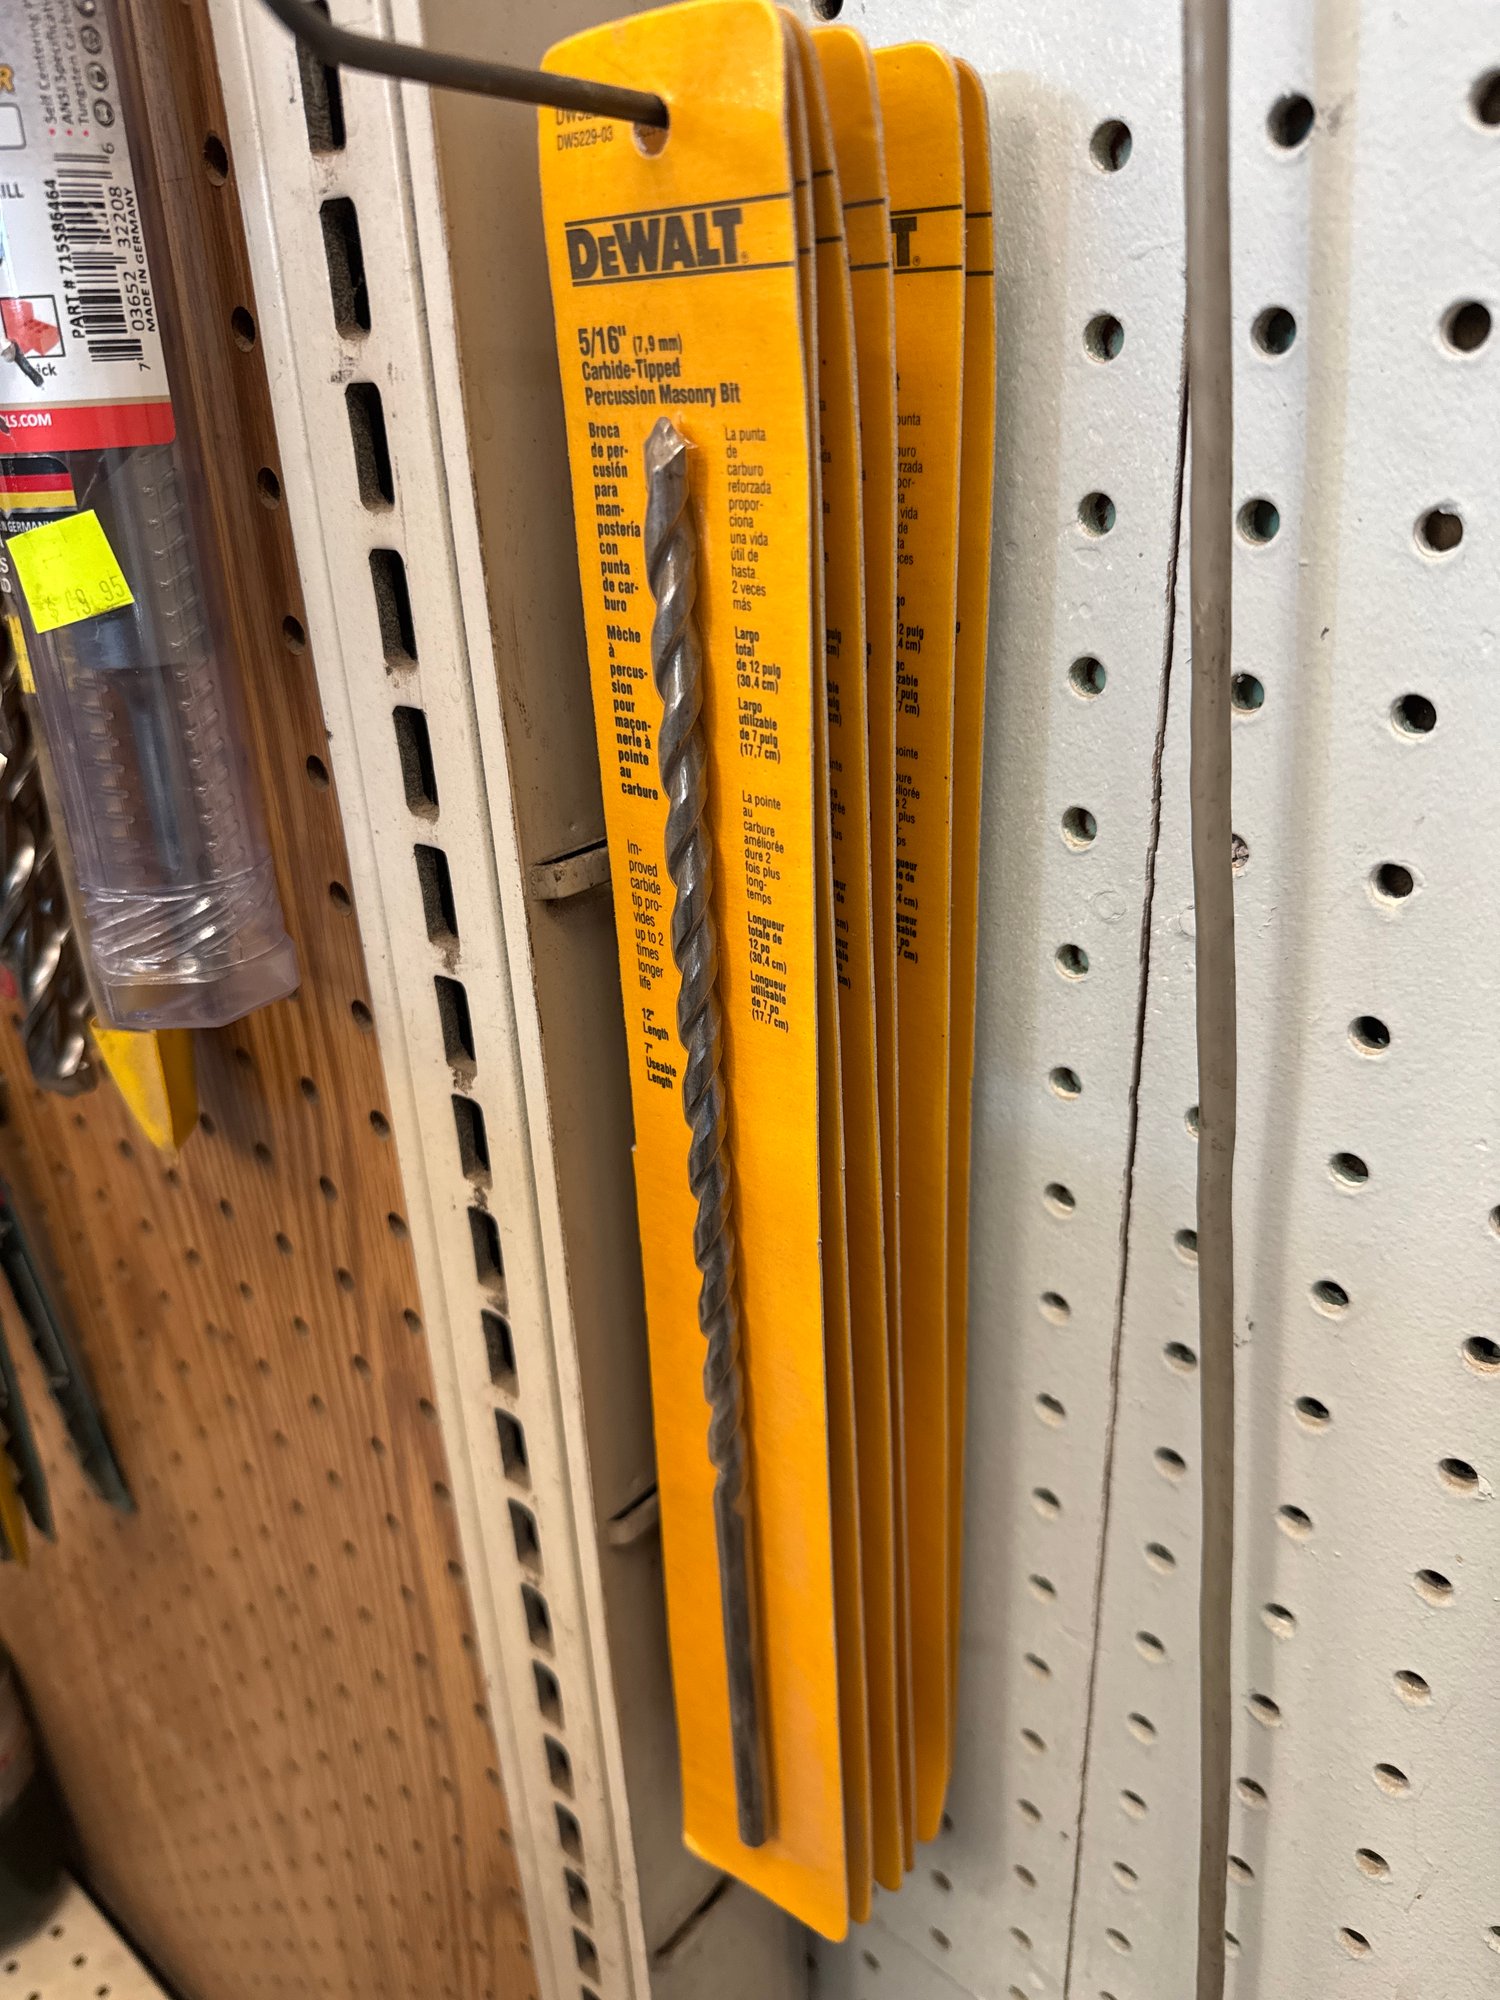 DW5229-03
DEWALT
5/16" (7,9 mm)
Carbide-Tipped
Percussion Masonry Bit
Broca
de per-
cusión
para
mam-
postería
con
punta
de car-
buro
Mèche
à
percus-
sion
pour
maçon-
nerie à
pointe
au
carbure
Im-
proved
carbide
tip pro-
vides
up to 2
times
longer
life
12"
Length
7"
Useable
Length
La punta
de
carburo
reforzada
propor-
ciona
una vida
útil de
hasta
2 veces
más
Largo
total
de 12 pulg
(30,4 cm)
Largo
utilizable
de 7 pulg
(17,7 cm)
La pointe
au
carbure
améliorée
dure 2
fois plus
long-
temps
Longueur
totale de
12 po
(30,4 cm)
Longueur
utilisable
de 7 po
(17,7 cm)
PART # 715S86464
7 03652 32208 6
MADE IN GERMANY
LS.COM
N GERMANY